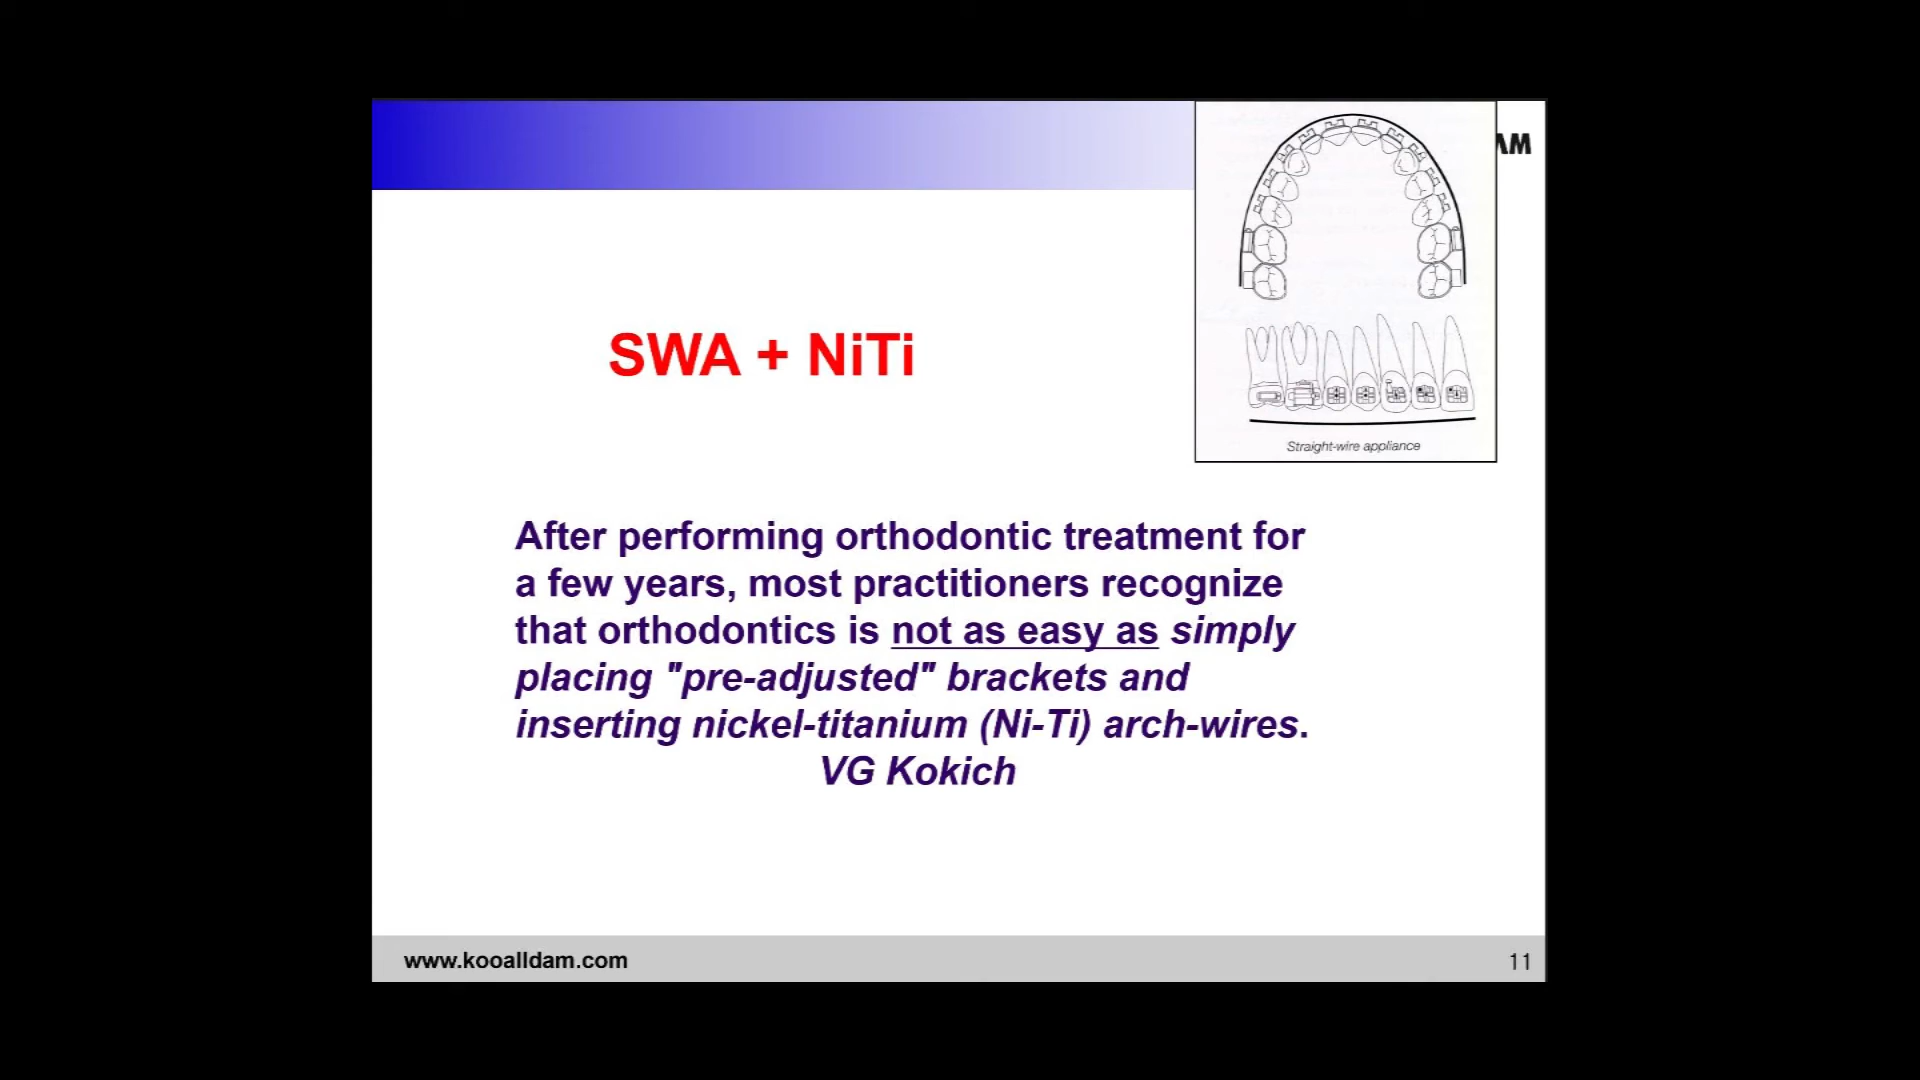 SWA + NiTi
Straight-wire appliance
After performing orthodontic treatment for
a few years, most practitioners recognize
that orthodontics is not as easy as simply
placing "pre-adjusted" brackets and
inserting nickel-titanium (Ni-Ti) arch-wires.
VG Kokich
www.kooalldam.com
11